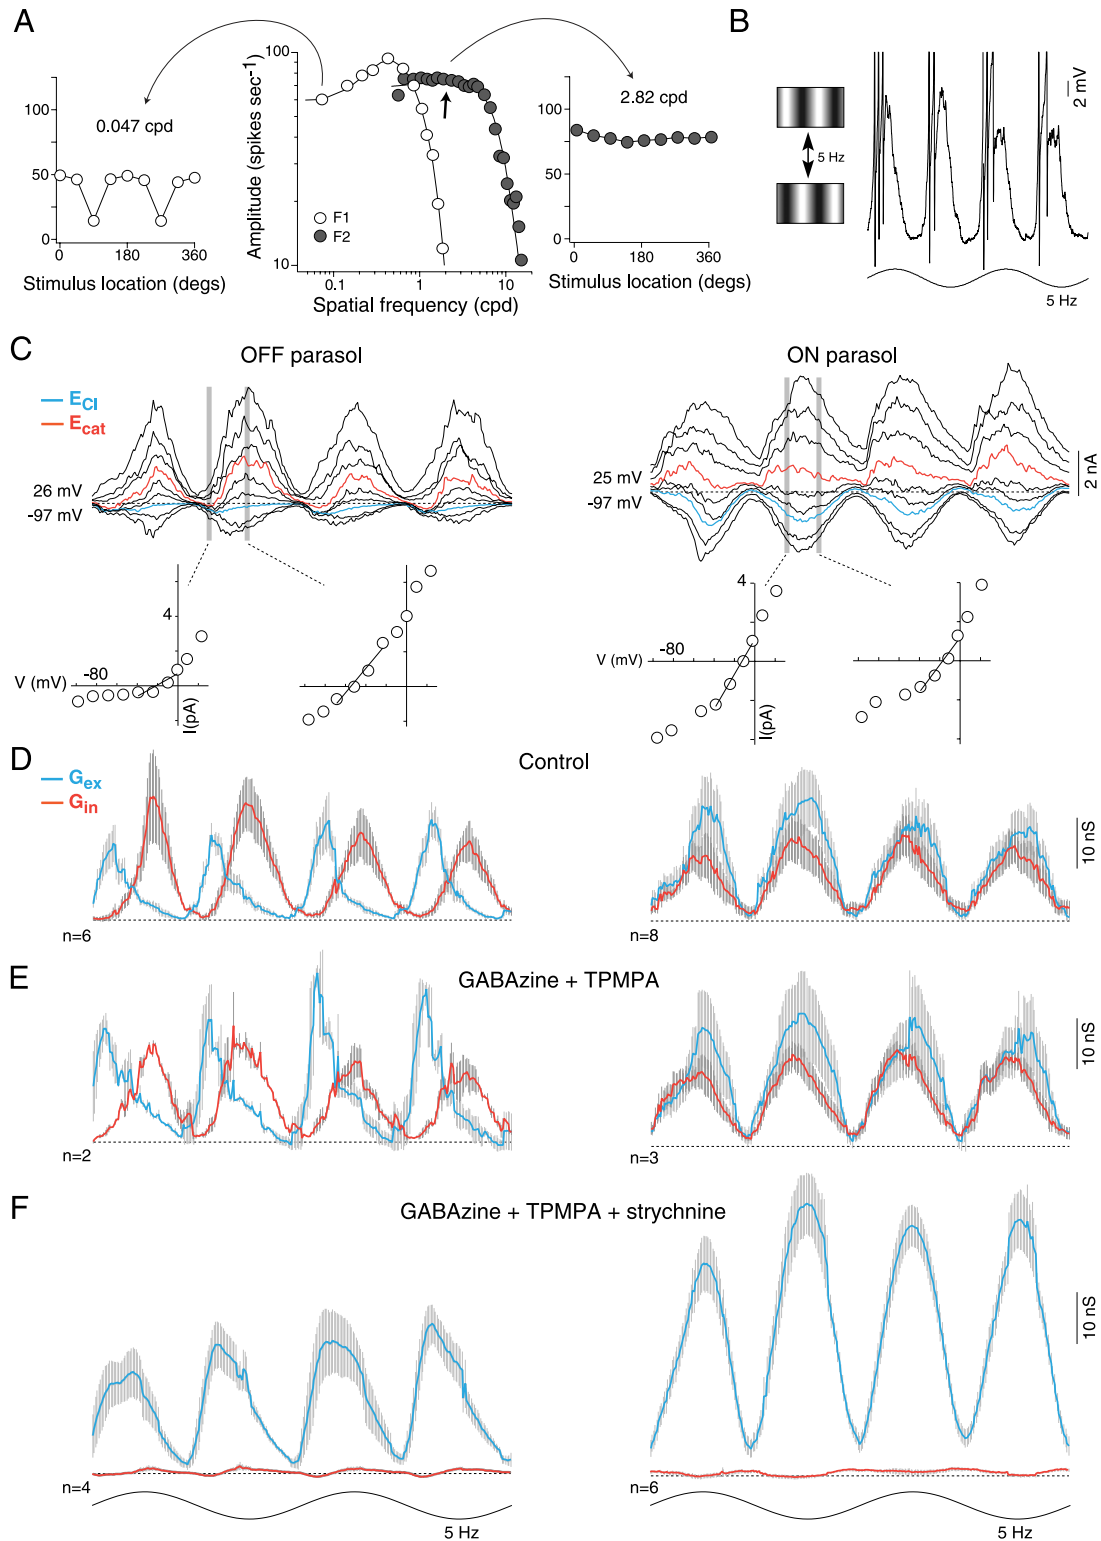 A
B
100
50
0
0.047 cpd
0
180
360
Stimulus location (degs)
Amplitude (spikes sec-1)
100
10
F1
F2
0.1
1
10
Spatial frequency (cpd)
100
50
0
2.82 cpd
0
180
360
Stimulus location (degs)
5 Hz
2 mV
5 Hz
C
OFF parasol
ON parasol
ECl
Ecat
26 mV
-97 mV
25 mV
-97 mV
2 nA
4
-80
V (mV)
I(pA)
4
-80
V (mV)
I(pA)
D
Control
Gex
Gin
10 nS
n=6
n=8
E
GABAzine + TPMPA
10 nS
n=2
n=3
F
GABAzine + TPMPA + strychnine
10 nS
n=4
n=6
5 Hz
5 Hz